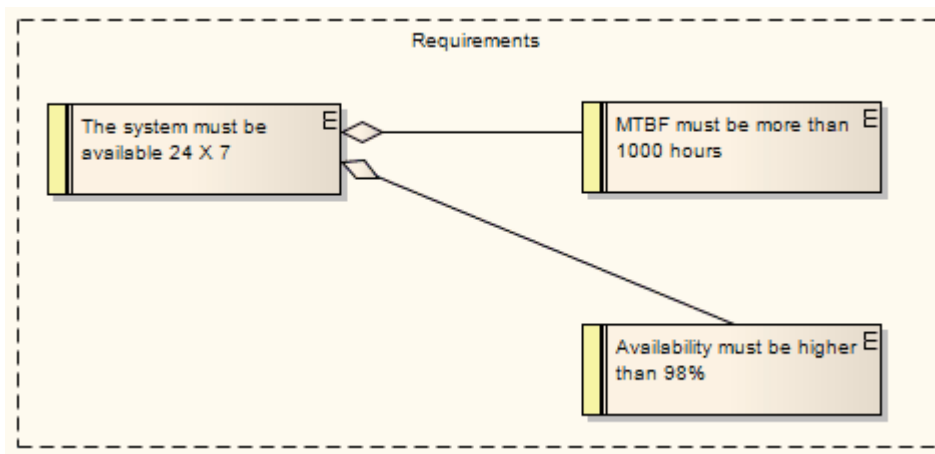 Requirements
The system must be
available 24 X 7
E
MTBF must be more than
1000 hours
E
Availability must be higher
than 98%
E